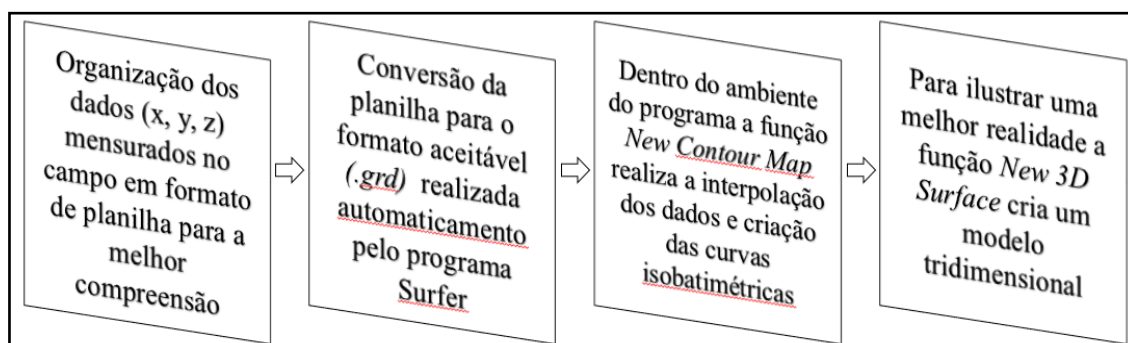 Organização dos
dados (x, y, z)
mensurados no
campo em formato
de planilha para a
melhor
compreensão
Conversão da
planilha para o
formato aceitável
(.grd) realizada
automaticamento
pelo programa
Surfer
Dentro do ambiente
do programa a função
New Contour Map
realiza a interpolação
dos dados e criação
das curvas
isobatimétricas
Para ilustrar uma
melhor realidade a
função New 3D
Surface cria um
modelo
tridimensional